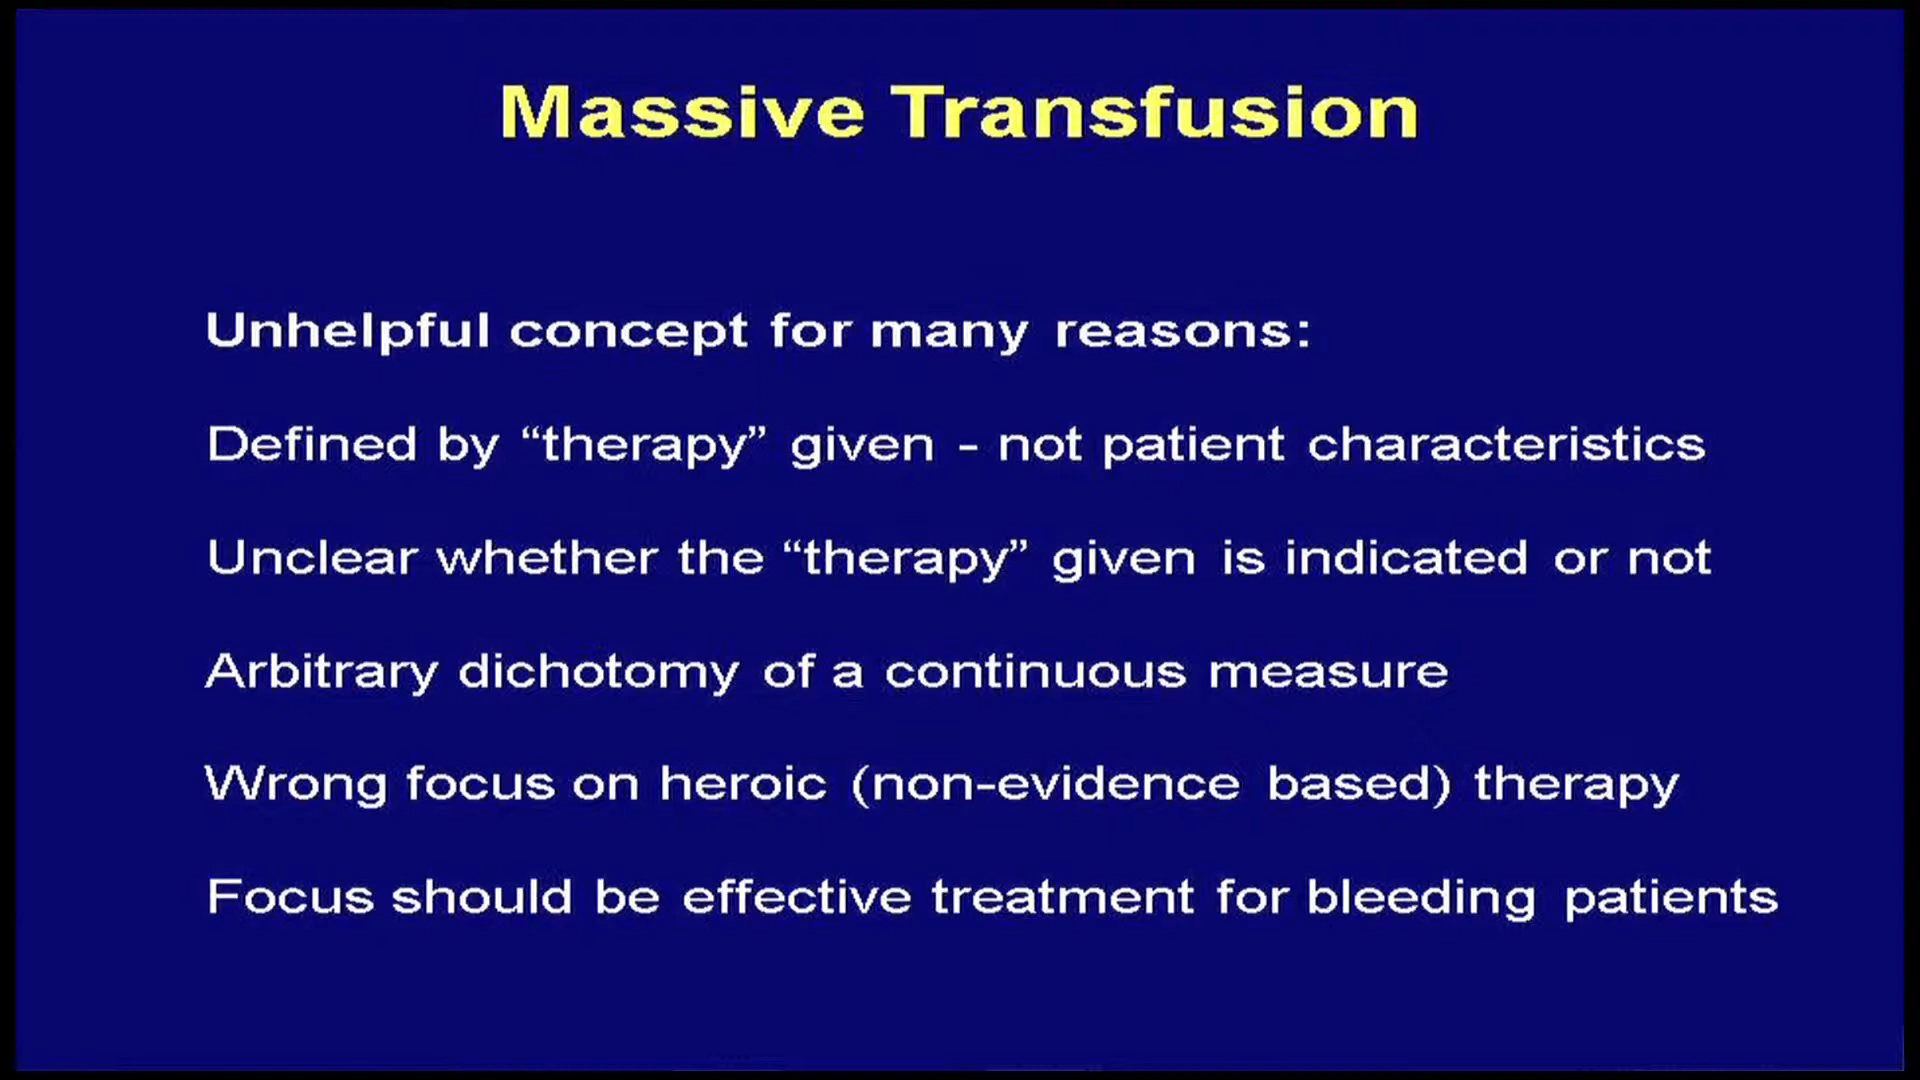 Massive Transfusion
Unhelpful concept for many reasons:
Defined by “therapy” given - not patient characteristics
Unclear whether the “therapy” given is indicated or not
Arbitrary dichotomy of a continuous measure
Wrong focus on heroic (non-evidence based) therapy
Focus should be effective treatment for bleeding patients